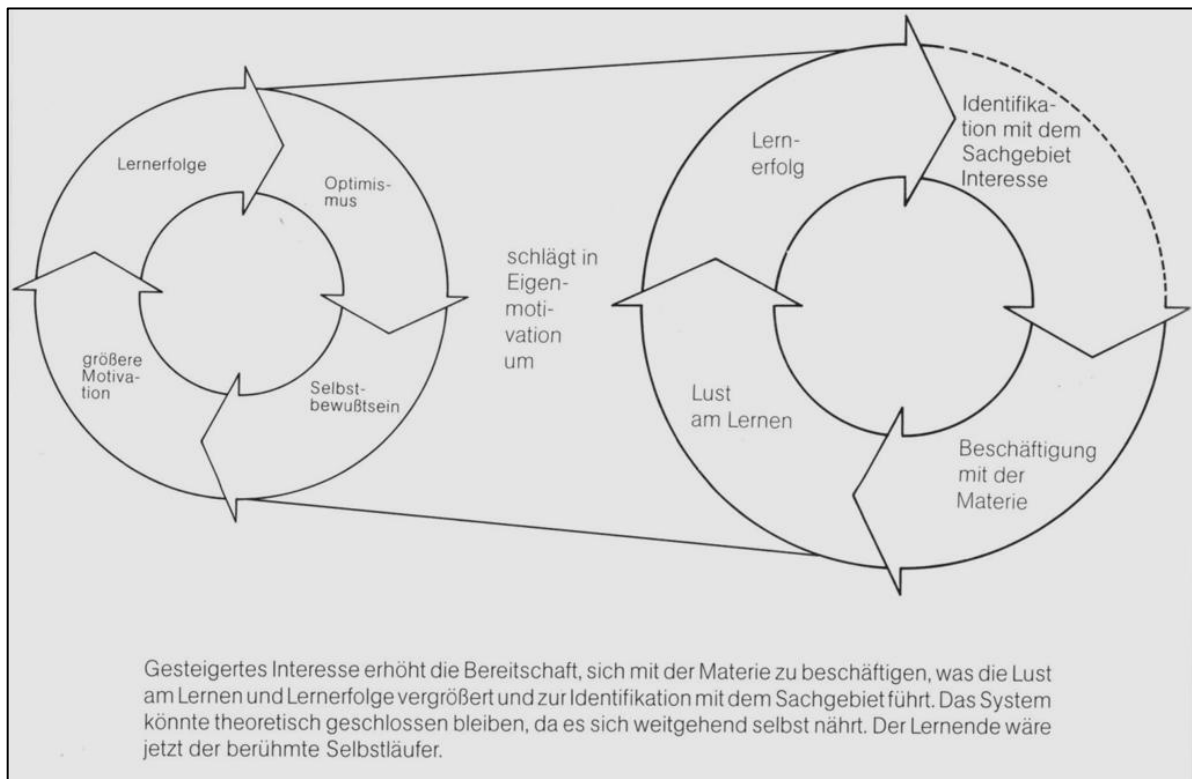 Lernerfolge
Optimis-
mus
Selbst-
bewußtsein
größere
Motiva-
tion
schlägt in
Eigen-
moti-
vation
um
Lern-
erfolg
Identifika-
tion mit dem
Sachgebiet
Interesse
Beschäftigung
mit der
Materie
Lust
am Lernen
Gesteigertes Interesse erhöht die Bereitschaft, sich mit der Materie zu beschäftigen, was die Lust
am Lernen und Lernerfolge vergrößert und zur Identifikation mit dem Sachgebiet führt. Das System
könnte theoretisch geschlossen bleiben, da es sich weitgehend selbst nährt. Der Lernende wäre
jetzt der berühmte Selbstläufer.